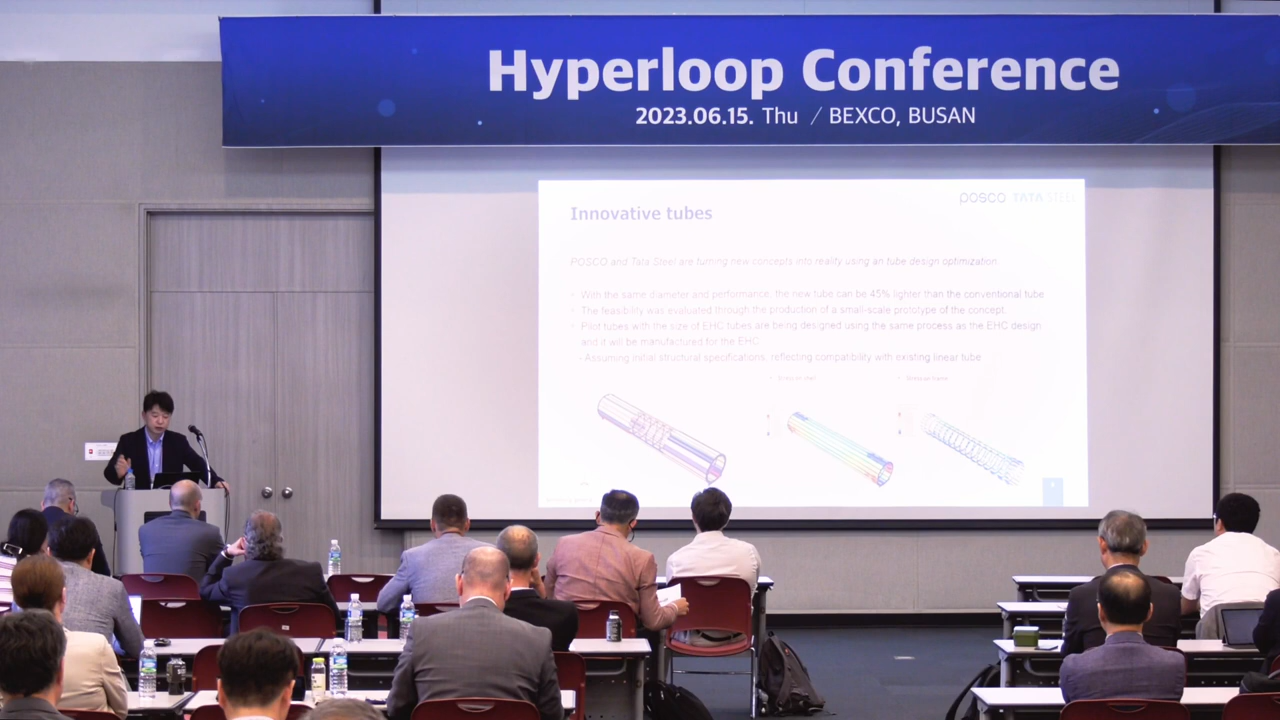 Hyperloop Conference
2023.06.15. Thu / BEXCO, BUSAN
posco TATA STEEL
Innovative tubes
POSCO and Tata Steel are turning new concepts into reality using an tube design optimization.
• With the same diameter and performance, the new tube can be 45% lighter than the conventional tube
• The feasibility was evaluated through the production of a small-scale prototype of the concept.
• Pilot tubes with the size of EHC tubes are being designed using the same process as the EHC design
and it will be manufactured for the EHC
- Assuming initial structural specifications, reflecting compatibility with existing linear tube